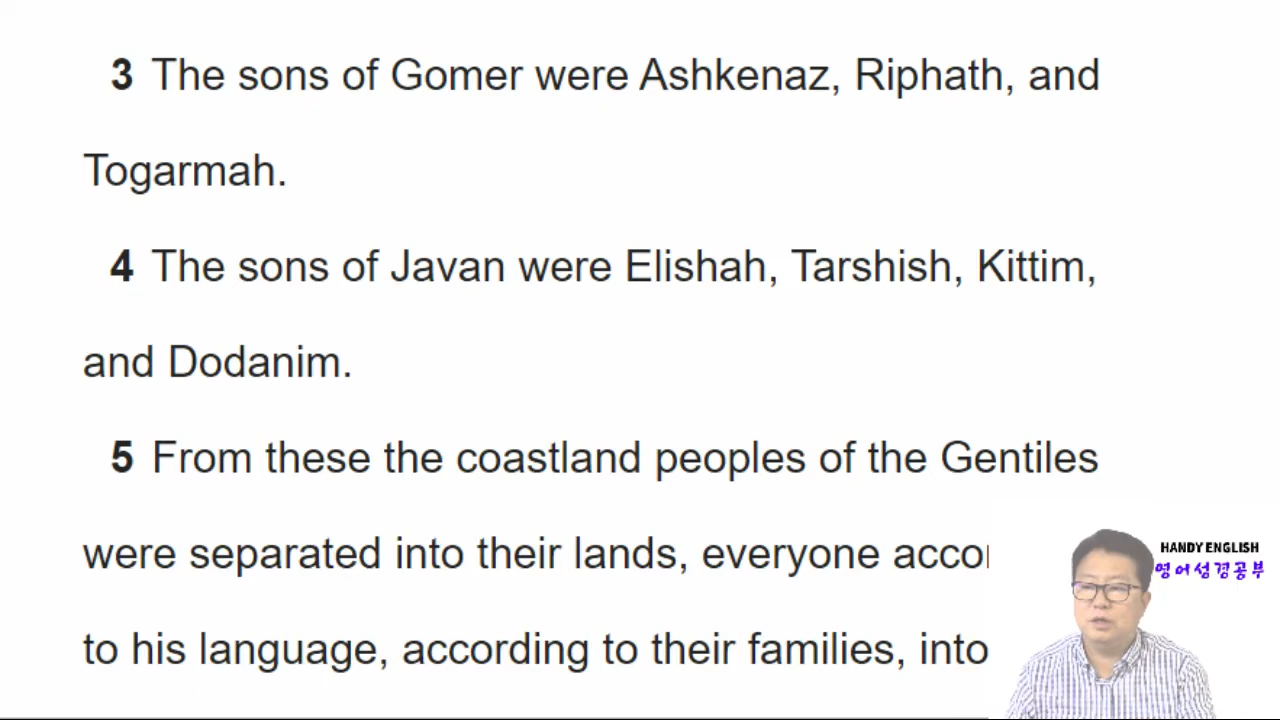 3 The sons of Gomer were Ashkenaz, Riphath, and
Togarmah.
4 The sons of Javan were Elishah, Tarshish, Kittim,
and Dodanim.
5 From these the coastland peoples of the Gentiles
were separated into their lands, everyone
to his language, according to their families, into
HANDY ENGLISH
영어성경공부